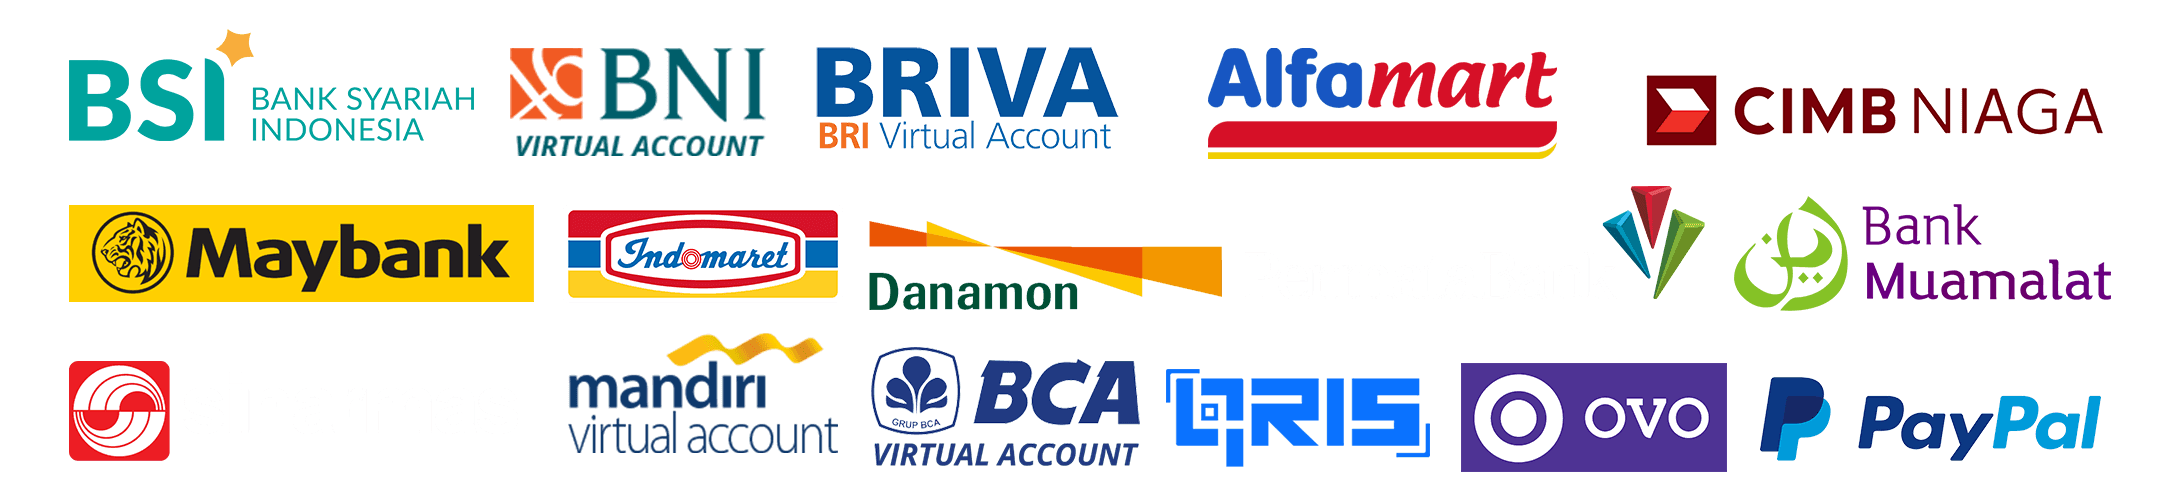 BSI BANK SYARIAH
INDONESIA
BNI
VIRTUAL ACCOUNT
BRIVA
BRI Virtual Account
Alfamart
CIMB NIAGA
Maybank
Indomaret
Danamon
Bank
Muamalat
mandiri
virtual account
GRUP BCA
BCA
VIRTUAL ACCOUNT
QRIS
OVO
PayPal